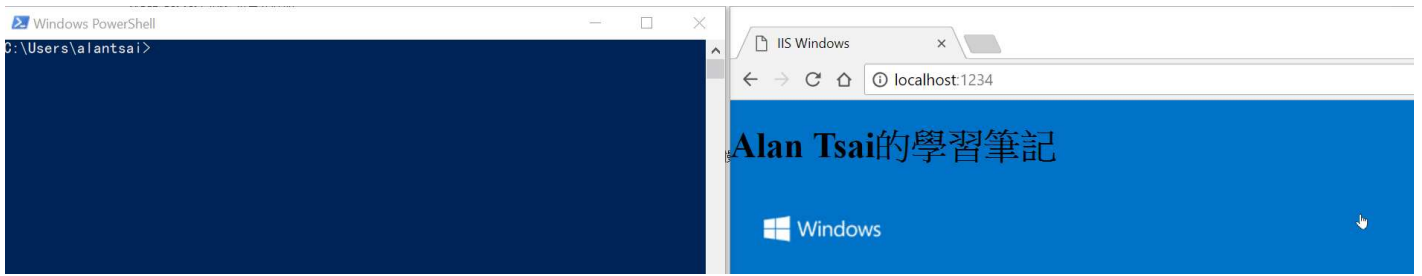 Windows PowerShell
C:\Users\alantsai>
IIS Windows
localhost:1234
Alan Tsai的學習筆記
Windows